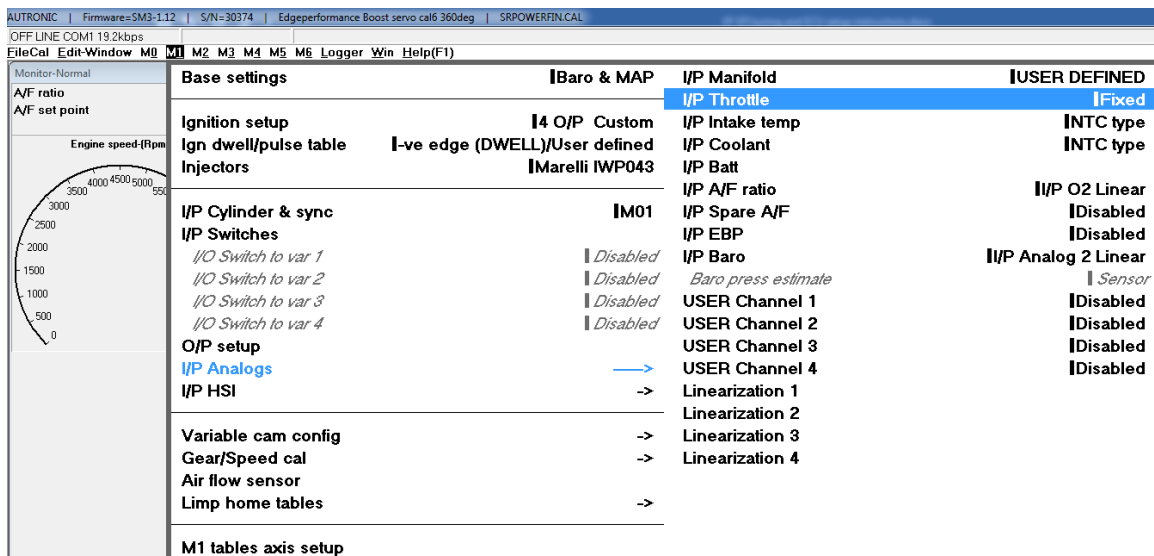 AUTRONIC | Firmware=SM3-1.12 | S/N=30374 | Edgeperformance Boost servo cal6 360deg | SRPOWERFIN.CAL
OFF LINE COM1 19.2kbps
FileCal Edit-Window M0 M1 M2 M3 M4 M5 M6 Logger Win Help(F1)
Monitor-Normal
A/F ratio
A/F set point
Engine speed-(Rpm
0
500
1000
1500
2000
2500
3000
3500
4000
4500
5000
550
Base settings Baro & MAP
Ignition setup 4 O/P Custom
Ign dwell/pulse table -ve edge (DWELL)/User defined
Injectors Marelli IWP043
I/P Cylinder & sync M01
I/P Switches
I/O Switch to var 1 Disabled
I/O Switch to var 2 Disabled
I/O Switch to var 3 Disabled
I/O Switch to var 4 Disabled
O/P setup
I/P Analogs -->
I/P HSI ->
Variable cam config ->
Gear/Speed cal ->
Air flow sensor
Limp home tables ->
M1 tables axis setup
I/P Manifold USER DEFINED
I/P Throttle Fixed
I/P Intake temp NTC type
I/P Coolant NTC type
I/P Batt
I/P A/F ratio I/P O2 Linear
I/P Spare A/F Disabled
I/P EBP Disabled
I/P Baro I/P Analog 2 Linear
Baro press estimate Sensor
USER Channel 1 Disabled
USER Channel 2 Disabled
USER Channel 3 Disabled
USER Channel 4 Disabled
Linearization 1
Linearization 2
Linearization 3
Linearization 4